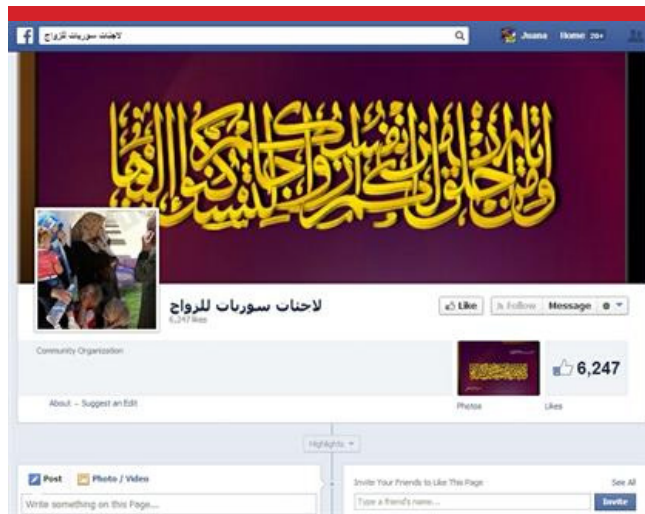 لاجئات سوريات للزواج
Juana Home 20+
ومن آياته أن خلق لكم من أنفسكم أزواجا لتسكنوا إليها
لاجئات سوريات للزواج
6,247 likes
Like Follow Message
Community Organization
6,247
About – Suggest an Edit
Photos Likes
Highlights
Post Photo / Video
Invite Your Friends to Like This Page See All
Write something on this Page...
Type a friend's name... Invite